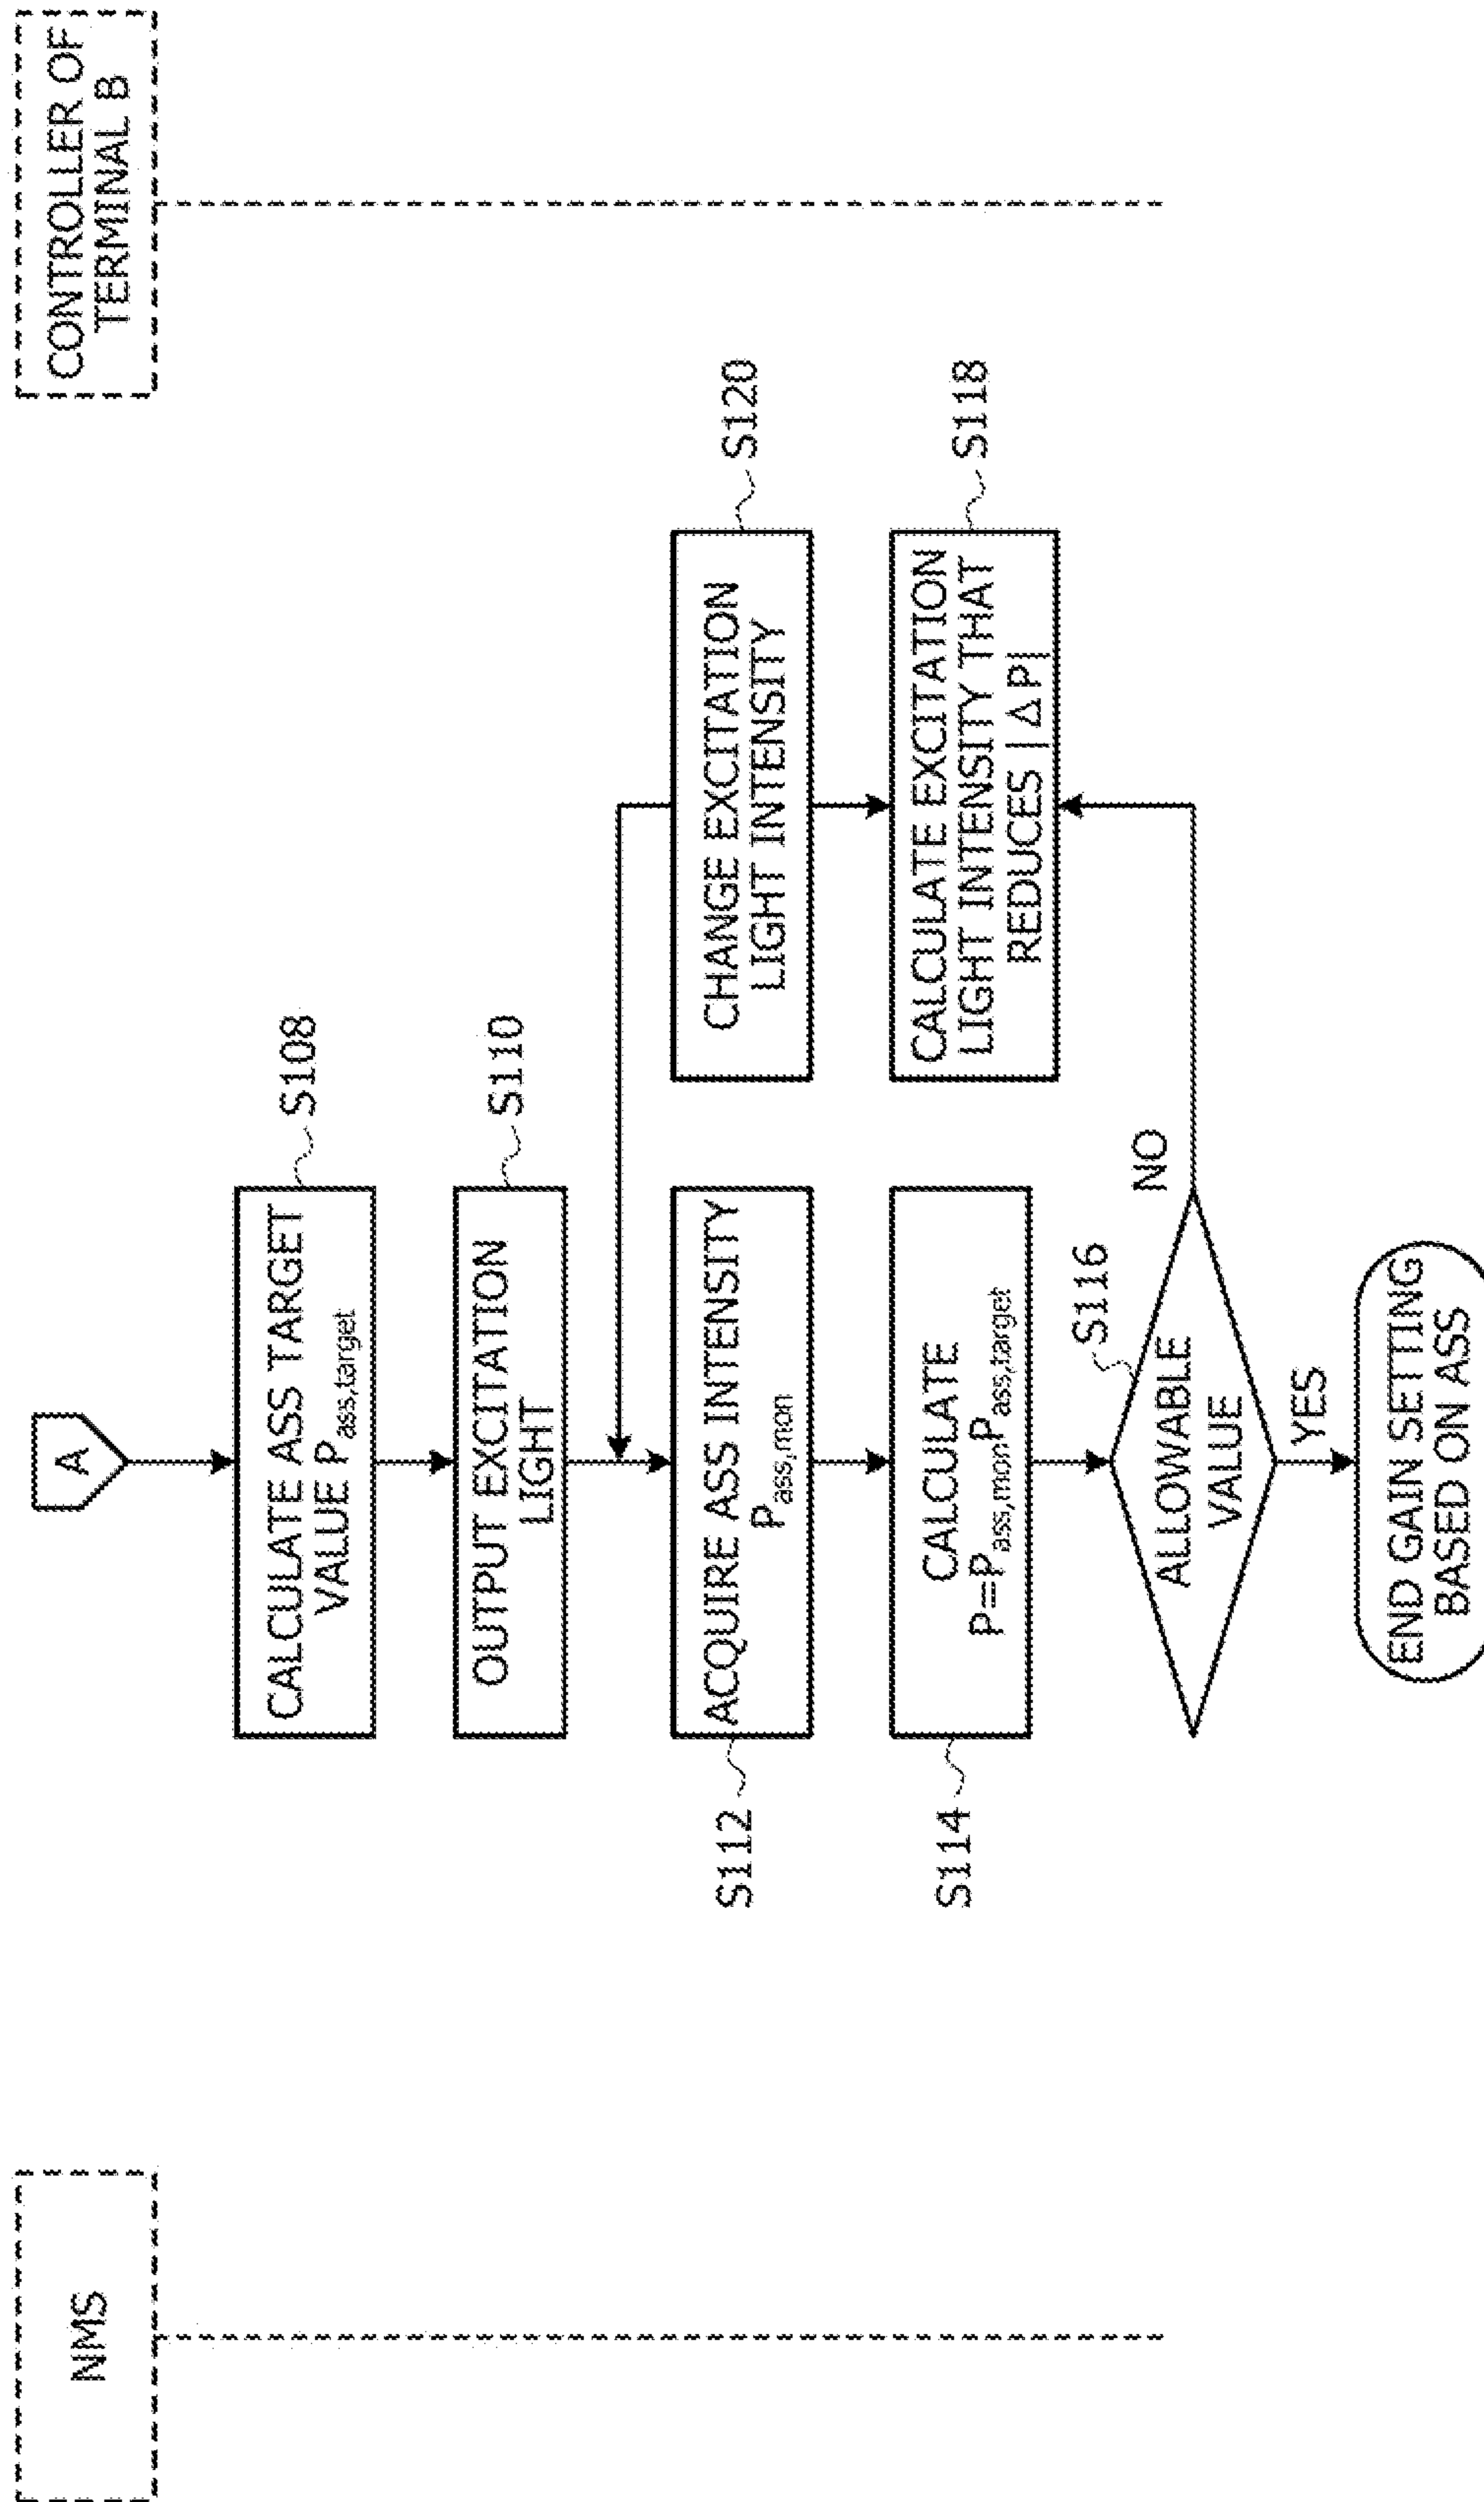 NMS
CONTROLLER OF
TERMINAL B
A
CALCULATE ASS TARGET
VALUE Pass,target
S108
OUTPUT EXCITATION
LIGHT
S110
S112
ACQUIRE ASS INTENSITY
Pass,mon
CHANGE EXCITATION
LIGHT INTENSITY
S120
S114
CALCULATE
P=Pass,monPass,target
CALCULATE EXCITATION
LIGHT INTENSITY THAT
REDUCES |ΔP|
S118
S116
ALLOWABLE
VALUE
NO
YES
END GAIN SETTING
BASED ON ASS